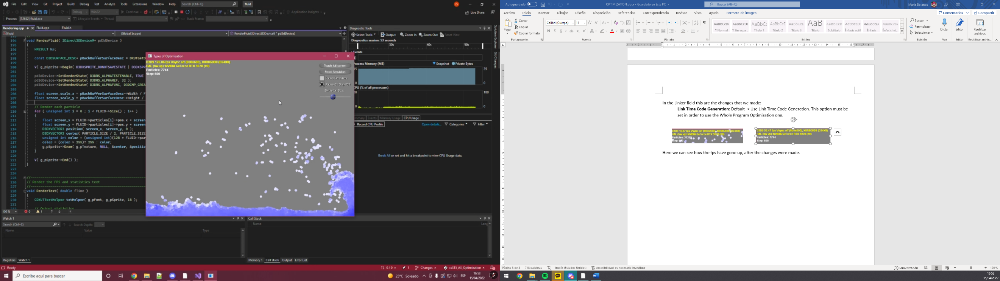 File Edit View Git Project Build Debug Test Analyze Tools Extensions Window Help Search (Ctrl+Q) fluid
Debug Win32 Continue Application Insights
Live Share
Process: [12652] fluid.exe Lifecycle Events Thread: Stack Frame:
Rendering.cpp Fluid.cpp Fluid.h
fluid (Global Scope) RenderFluid(IDirect3DDevice9 * pd3dDevice)
194 void RenderFluid( IDirect3DDevice9* pd3dDevice )
195 {
196 HRESULT hr;
197
198 const D3DSURFACE_DESC* pBackBufferSurfaceDesc = DXUTGetD
199
200 V( g_pSprite->Begin( D3DXSPRITE_DONOTSAVESTATE | D3DXSPR
201
202 pd3dDevice->SetRenderState( D3DRS_ALPHATESTENABLE, TRUE
203 pd3dDevice->SetRenderState( D3DRS_ALPHAREF, 32 );
204 pd3dDevice->SetRenderState( D3DRS_ALPHAFUNC, D3DCMP_GREA
205
206 float screen_scale_x = pBackBufferSurfaceDesc->Width / F
207 float screen_scale_y = pBackBufferSurfaceDesc->Height /
208
209 // Render each particle
210 for ( unsigned int i = 0 ; i < FLUID->Size() ; i++ )
211 {
212 float screen_x = FLUID->particles[i]->pos.x * screen
213 float screen_y = FLUID->particles[i]->pos.y * screen
214 D3DXVECTOR3 position( screen_x, screen_y, 0 );
215 D3DXVECTOR3 center( PARTICLE_SIZE / 2, PARTICLE_SIZE
216 unsigned int color = (unsigned int)(128 * FLUID->par
217 color = (color > 255)? 255 : color;
218 g_pSprite->Draw( g_pTexture, NULL, &center, &positio
219 }
220
221 V( g_pSprite->End() );
222 }
223
224
225 //
226 // Render the FPS and statistics text
227 //
228 void RenderText( double fTime )
229 {
230 CDXUTTextHelper txtHelper( g_pFont, g_pSprite, 15 );
231
// Output statistics
100 % 0 1
Types of Optimization
D3D9 126.06 fps Vsync off (800x600), X8R8G8B8 (D24X8)
HAL (hw vp): NVIDIA GeForce RTX 3070 (#0)
Particles: 7744
Step: 600
Toggle full screen
Reset Simulation
Pause Simulation
Pause On Step 600
Simulation Size
Diagnostic Tools
Select Tools Output Zoom In Zoom Out Reset View
Diagnostics session: 53 seconds
30s 40s 50s
Events
Process Memory (MB) Snapshot Private Bytes
35 35
0 0
CPU (% of all processors)
100
0 0
Events Memory Usage CPU Usage
Record CPU Profile Open details... Categories Filter
Break All or set and hit a breakpoint to view CPU Usage data.
Solution Explorer
Git Changes
Watch 1
Search (Ctrl+E) Search Depth:
Name Value Type
Registers Watch 1
Call Stack
Name Lang
Memory 1 Call Stack Output Error List
Ready 0 / 0 1 Changes cs315_A3_Optimization
Escribe aquí para buscar
23°C Soleado ESP 16:53
15/04/2022
Autoguardado OPTIMIZATION.docx • Guardado en Este PC Buscar (Alt+Q) Maria Bolanos
Archivo Inicio Insertar Dibujar Diseño Disposición Referencias Correspondencia Revisar Vista Ayuda Formato de imagen Comentarios Compartir
Pegar
Cortar
Copiar
Copiar formato
Calibri (Cuerpo) 11
N K S
AaBbCcDc AaBbCcDc AaBbCc AaBbCcC AaBbCcD AaB AaBbCcD AaBbCcDc AaBbCcDc AaBbCcDc
¶ Normal ¶ Sin espa... Título 1 Título 2 Título 3 Título Subtítulo Énfasis sutil Énfasis Énfasis int...
Buscar
Reemplazar
Seleccionar
Dictar Editor Reutilizar archivos
Portapapeles Fuente Párrafo Estilos Edición Voz Editor Reutilizar archiv...
In the Linker field this are the changes that we made:
- Link Time Code Generation: Default -> Use Link Time Code Generation. This option must be
set in order to use the Whole Program Optimization one.
D3D9 10.87 fps Vsync off (800x600), X8R8G8B8 (D24X8)
HAL (hw vp): NVIDIA GeForce RTX 3070 (#0)
Particles: 31329
Step: 600
D3D9 55.47 fps Vsync off (800x600), X8R8G8B8 (D24X8)
HAL (hw vp): NVIDIA GeForce RTX 3070 (#0)
Particles: 7744
Step: 600
Here we can see how the fps have gone up, after the changes were made.
Página 3 de 3 718 palabras Inglés (Estados Unidos) Accesibilidad: es necesario investigar Concentración 120 %
16:53
15/04/2022